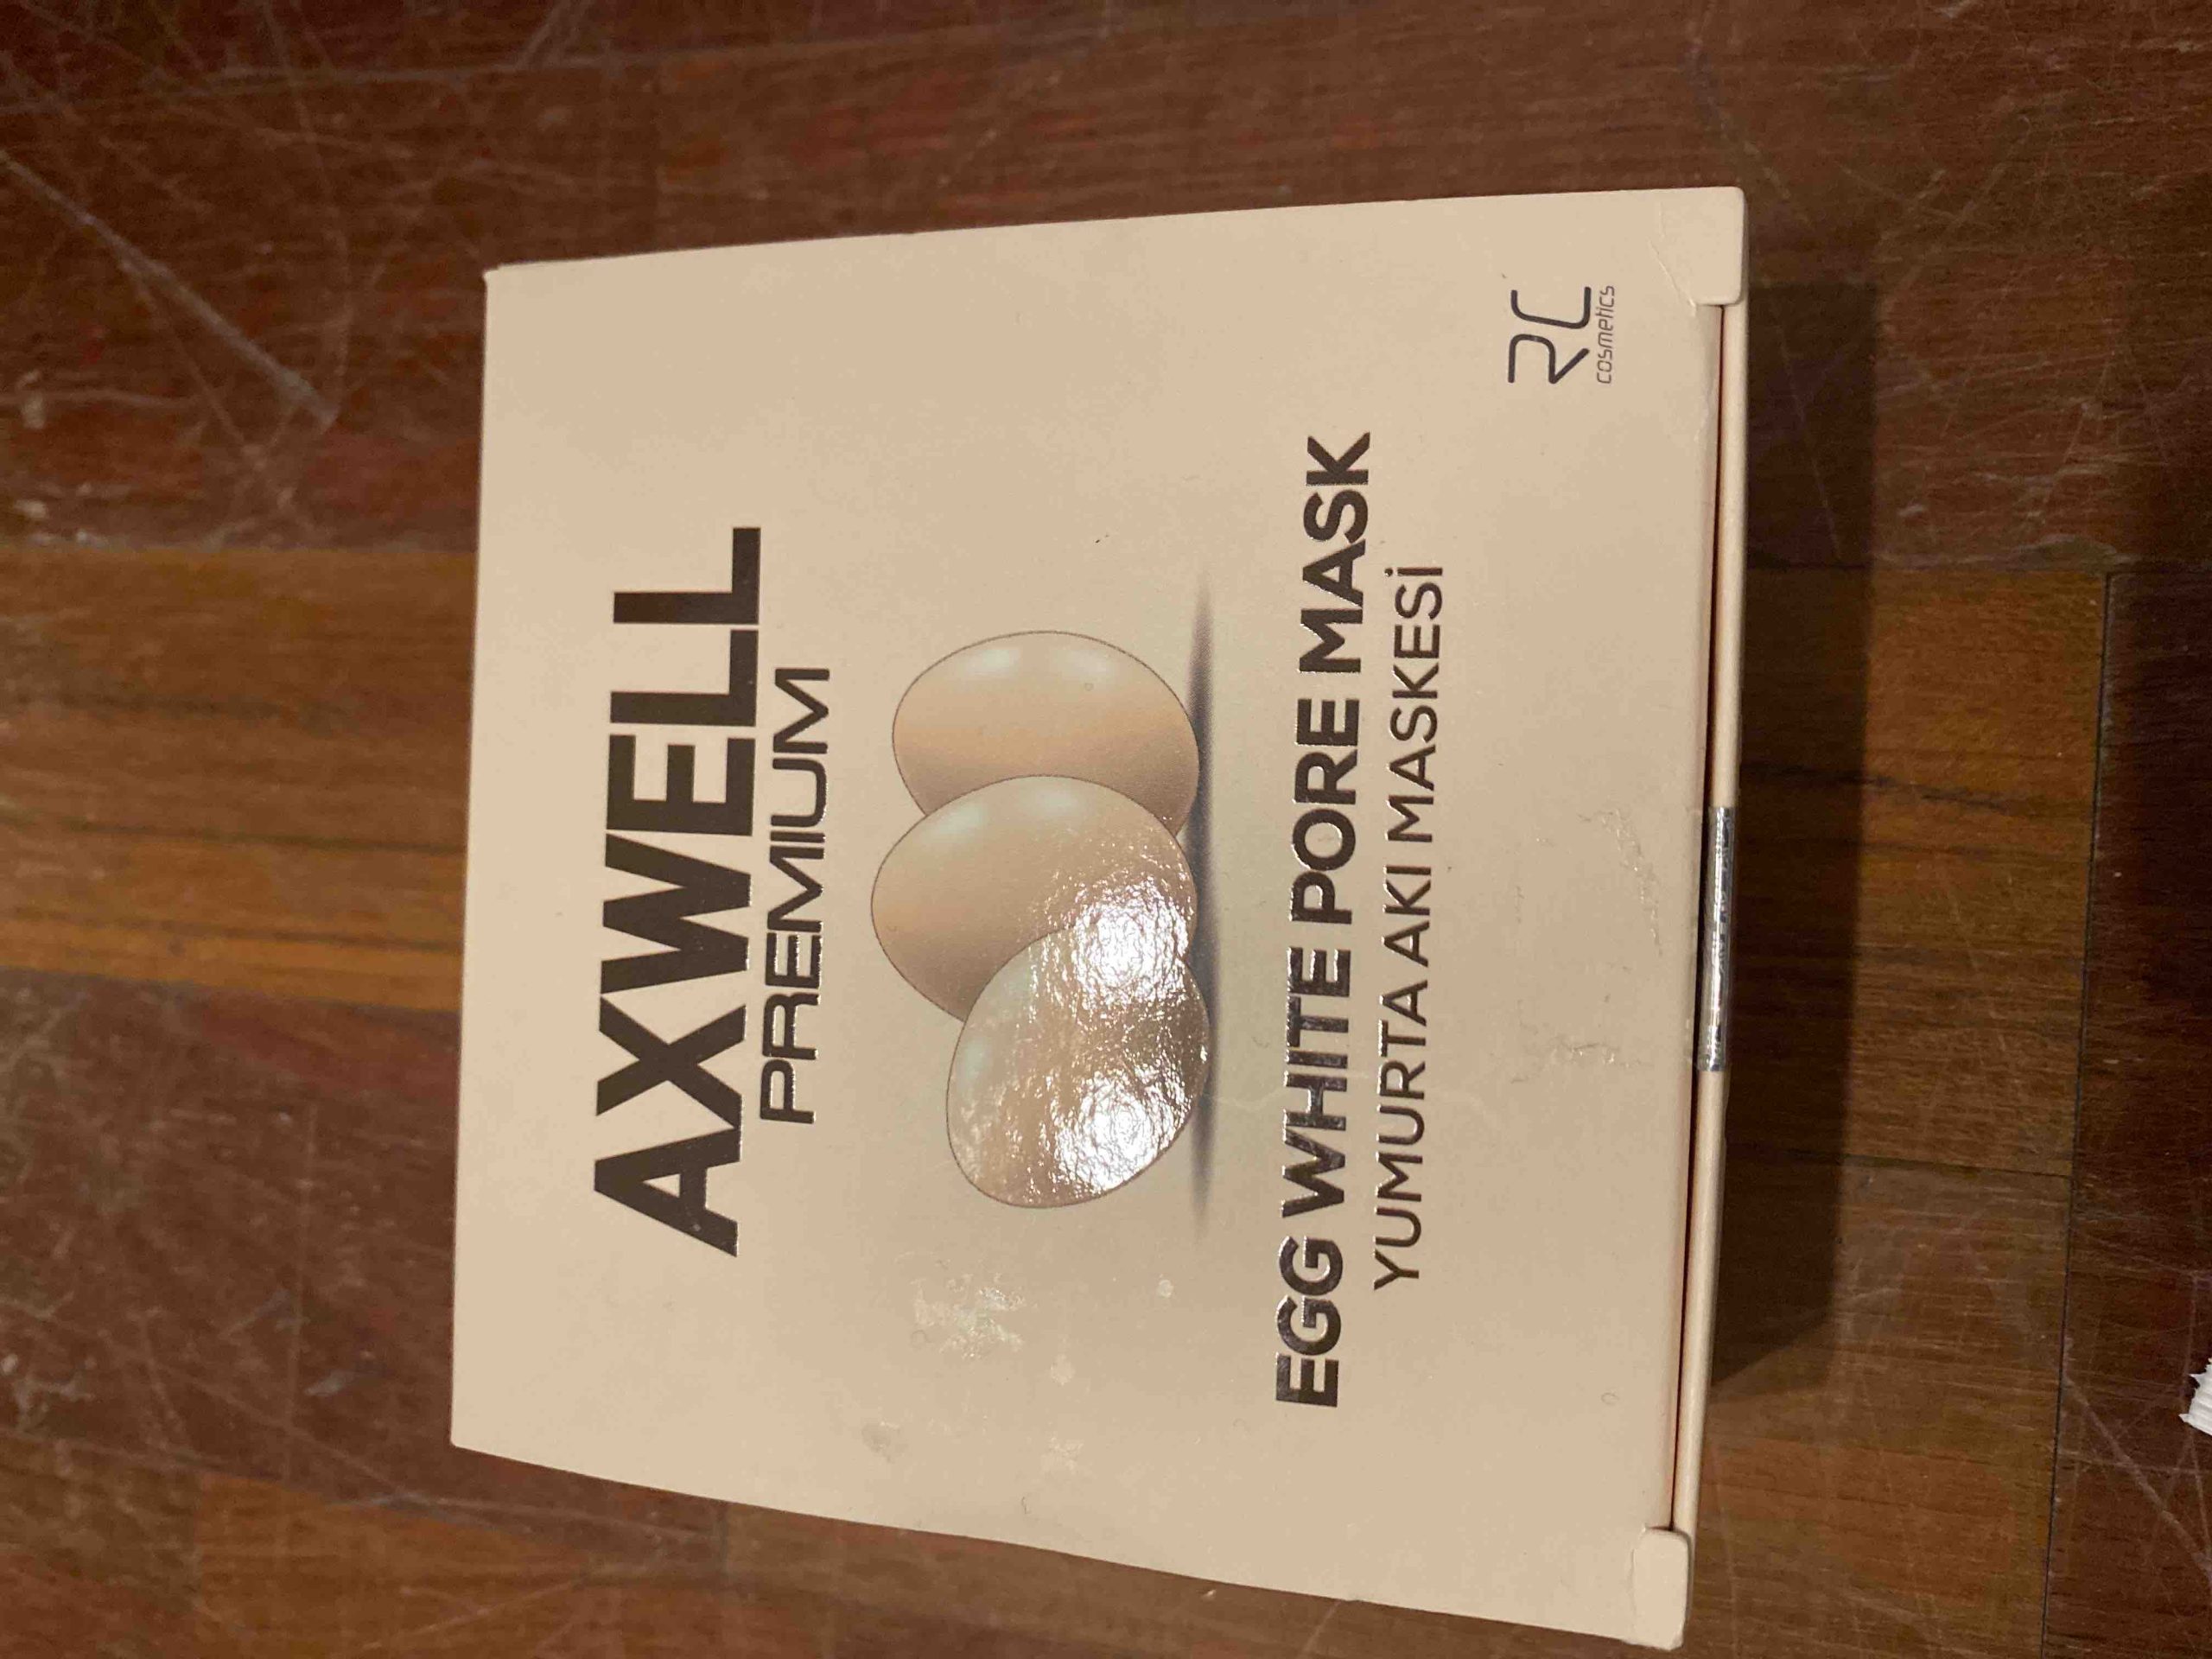 AXWELL
PREMIUM
EGG WHITE PORE MASK
YUMURTA AKI MASKESİ
RC
cosmetics